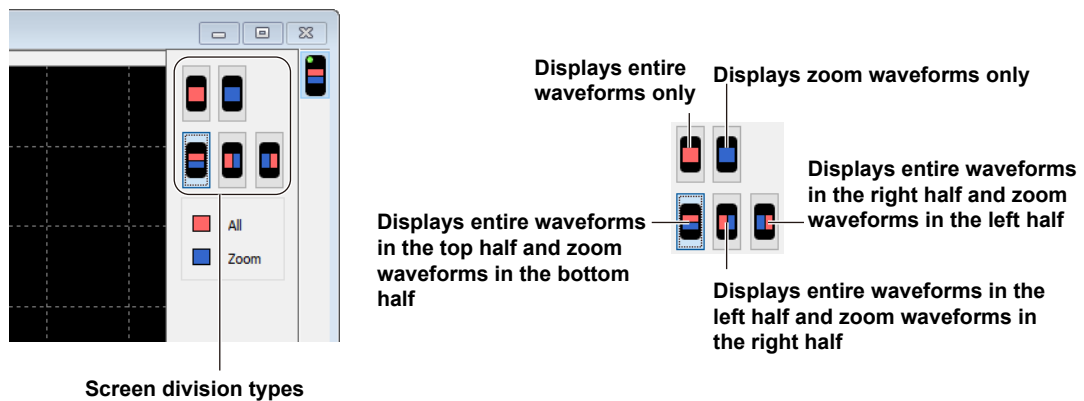 All
Zoom
Screen division types
Displays entire
waveforms only
Displays zoom waveforms only
Displays entire waveforms
in the right half and zoom
waveforms in the left half
Displays entire waveforms
in the top half and zoom
waveforms in the bottom
half
Displays entire waveforms in the
left half and zoom waveforms in
the right half